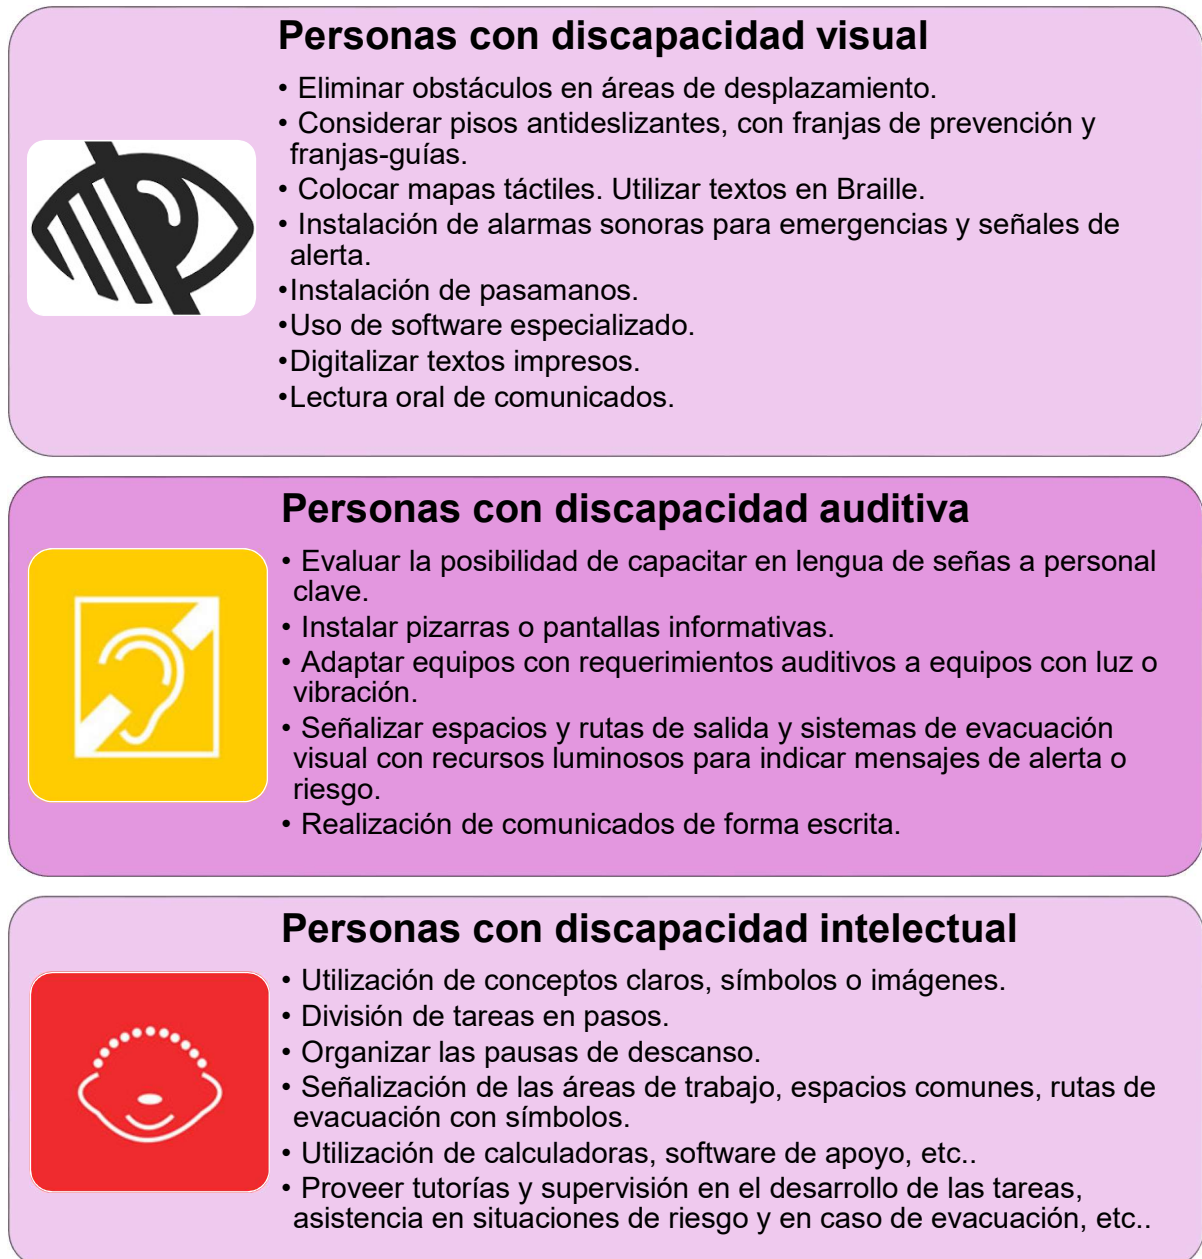 Personas con discapacidad visual
• Eliminar obstáculos en áreas de desplazamiento.
• Considerar pisos antideslizantes, con franjas de prevención y
franjas-guías.
• Colocar mapas táctiles. Utilizar textos en Braille.
• Instalación de alarmas sonoras para emergencias y señales de
alerta.
•Instalación de pasamanos.
•Uso de software especializado.
•Digitalizar textos impresos.
•Lectura oral de comunicados.
Personas con discapacidad auditiva
• Evaluar la posibilidad de capacitar en lengua de señas a personal
clave.
• Instalar pizarras o pantallas informativas.
• Adaptar equipos con requerimientos auditivos a equipos con luz o
vibración.
• Señalizar espacios y rutas de salida y sistemas de evacuación
visual con recursos luminosos para indicar mensajes de alerta o
riesgo.
• Realización de comunicados de forma escrita.
Personas con discapacidad intelectual
• Utilización de conceptos claros, símbolos o imágenes.
• División de tareas en pasos.
• Organizar las pausas de descanso.
• Señalización de las áreas de trabajo, espacios comunes, rutas de
evacuación con símbolos.
• Utilización de calculadoras, software de apoyo, etc..
• Proveer tutorías y supervisión en el desarrollo de las tareas,
asistencia en situaciones de riesgo y en caso de evacuación, etc..